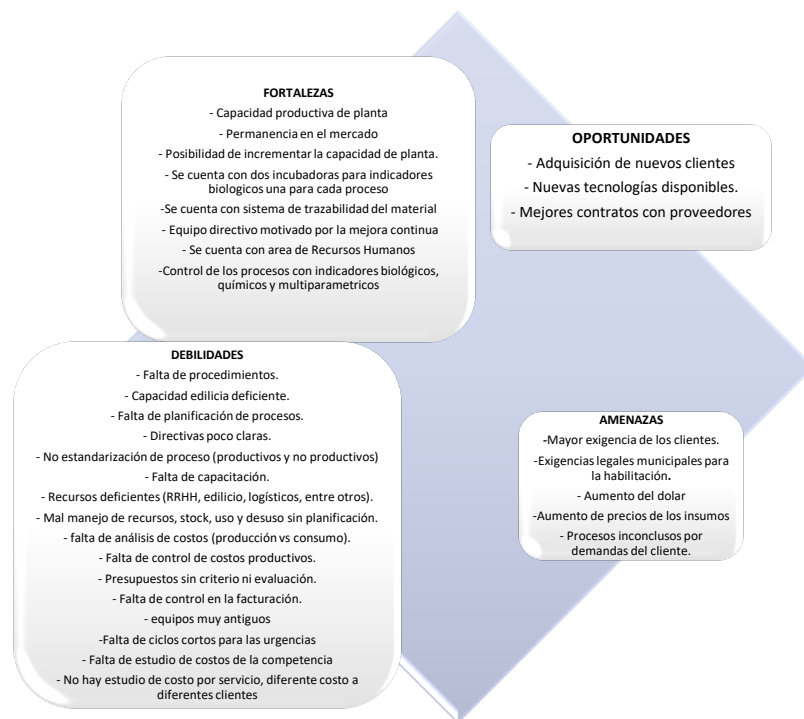 FORTALEZAS
- Capacidad productiva de planta
- Permanencia en el mercado
- Posibilidad de incrementar la capacidad de planta.
- Se cuenta con dos incubadoras para indicadores
biologicos una para cada proceso
-Se cuenta con sistema de trazabilidad del material
- Equipo directivo motivado por la mejora continua
- Se cuenta con area de Recursos Humanos
-Control de los procesos con indicadores biológicos,
químicos y multiparametricos
OPORTUNIDADES
- Adquisición de nuevos clientes
- Nuevas tecnologías disponibles.
- Mejores contratos con proveedores
DEBILIDADES
- Falta de procedimientos.
- Capacidad edilicia deficiente.
- Falta de planificación de procesos.
- Directivas poco claras.
- No estandarización de proceso (productivos y no productivos)
- Falta de capacitación.
- Recursos deficientes (RRHH, edilicio, logísticos, entre otros).
- Mal manejo de recursos, stock, uso y desuso sin planificación.
- falta de análisis de costos (producción vs consumo).
- Falta de control de costos productivos.
- Presupuestos sin criterio ni evaluación.
- Falta de control en la facturación.
- equipos muy antiguos
-Falta de ciclos cortos para las urgencias
- Falta de estudio de costos de la competencia
- No hay estudio de costo por servicio, diferente costo a
diferentes clientes
AMENAZAS
-Mayor exigencia de los clientes.
-Exigencias legales municipales para
la habilitación.
- Aumento del dolar
-Aumento de precios de los insumos
- Procesos inconclusos por
demandas del cliente.